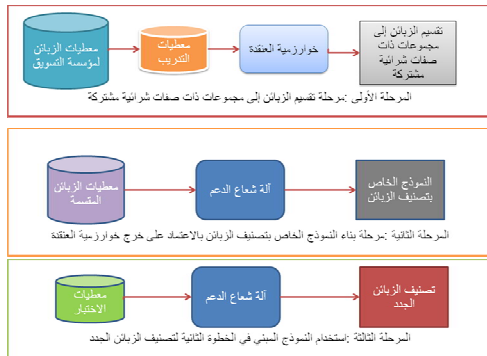 معطيات الزبائن
لمؤسسة التسويق
معطيات
التدريب
خوارزمية العنقدة
تقسيم الزبائن إلى
مجموعات ذات
صفات شرائية
مشتركة
المرحلة الأولى :مرحلة تقسيم الزبائن إلى مجموعات ذات صفات شرائية مشتركة
معطيات الزبائن
المقسمة
آلة شعاع الدعم
النموذج الخاص
بتصنيف الزبائن
المرحلة الثانية :مرحلة بناء النموذج الخاص بتصنيف الزبائن بالاعتماد على خرج خوارزمية العنقدة
معطيات
الاختبار
آلة شعاع الدعم
تصنيف الزبائن
الجدد
المرحلة الثالثة :استخدام النموذج المبني في الخطوة الثانية لتصنيف الزبائن الجدد